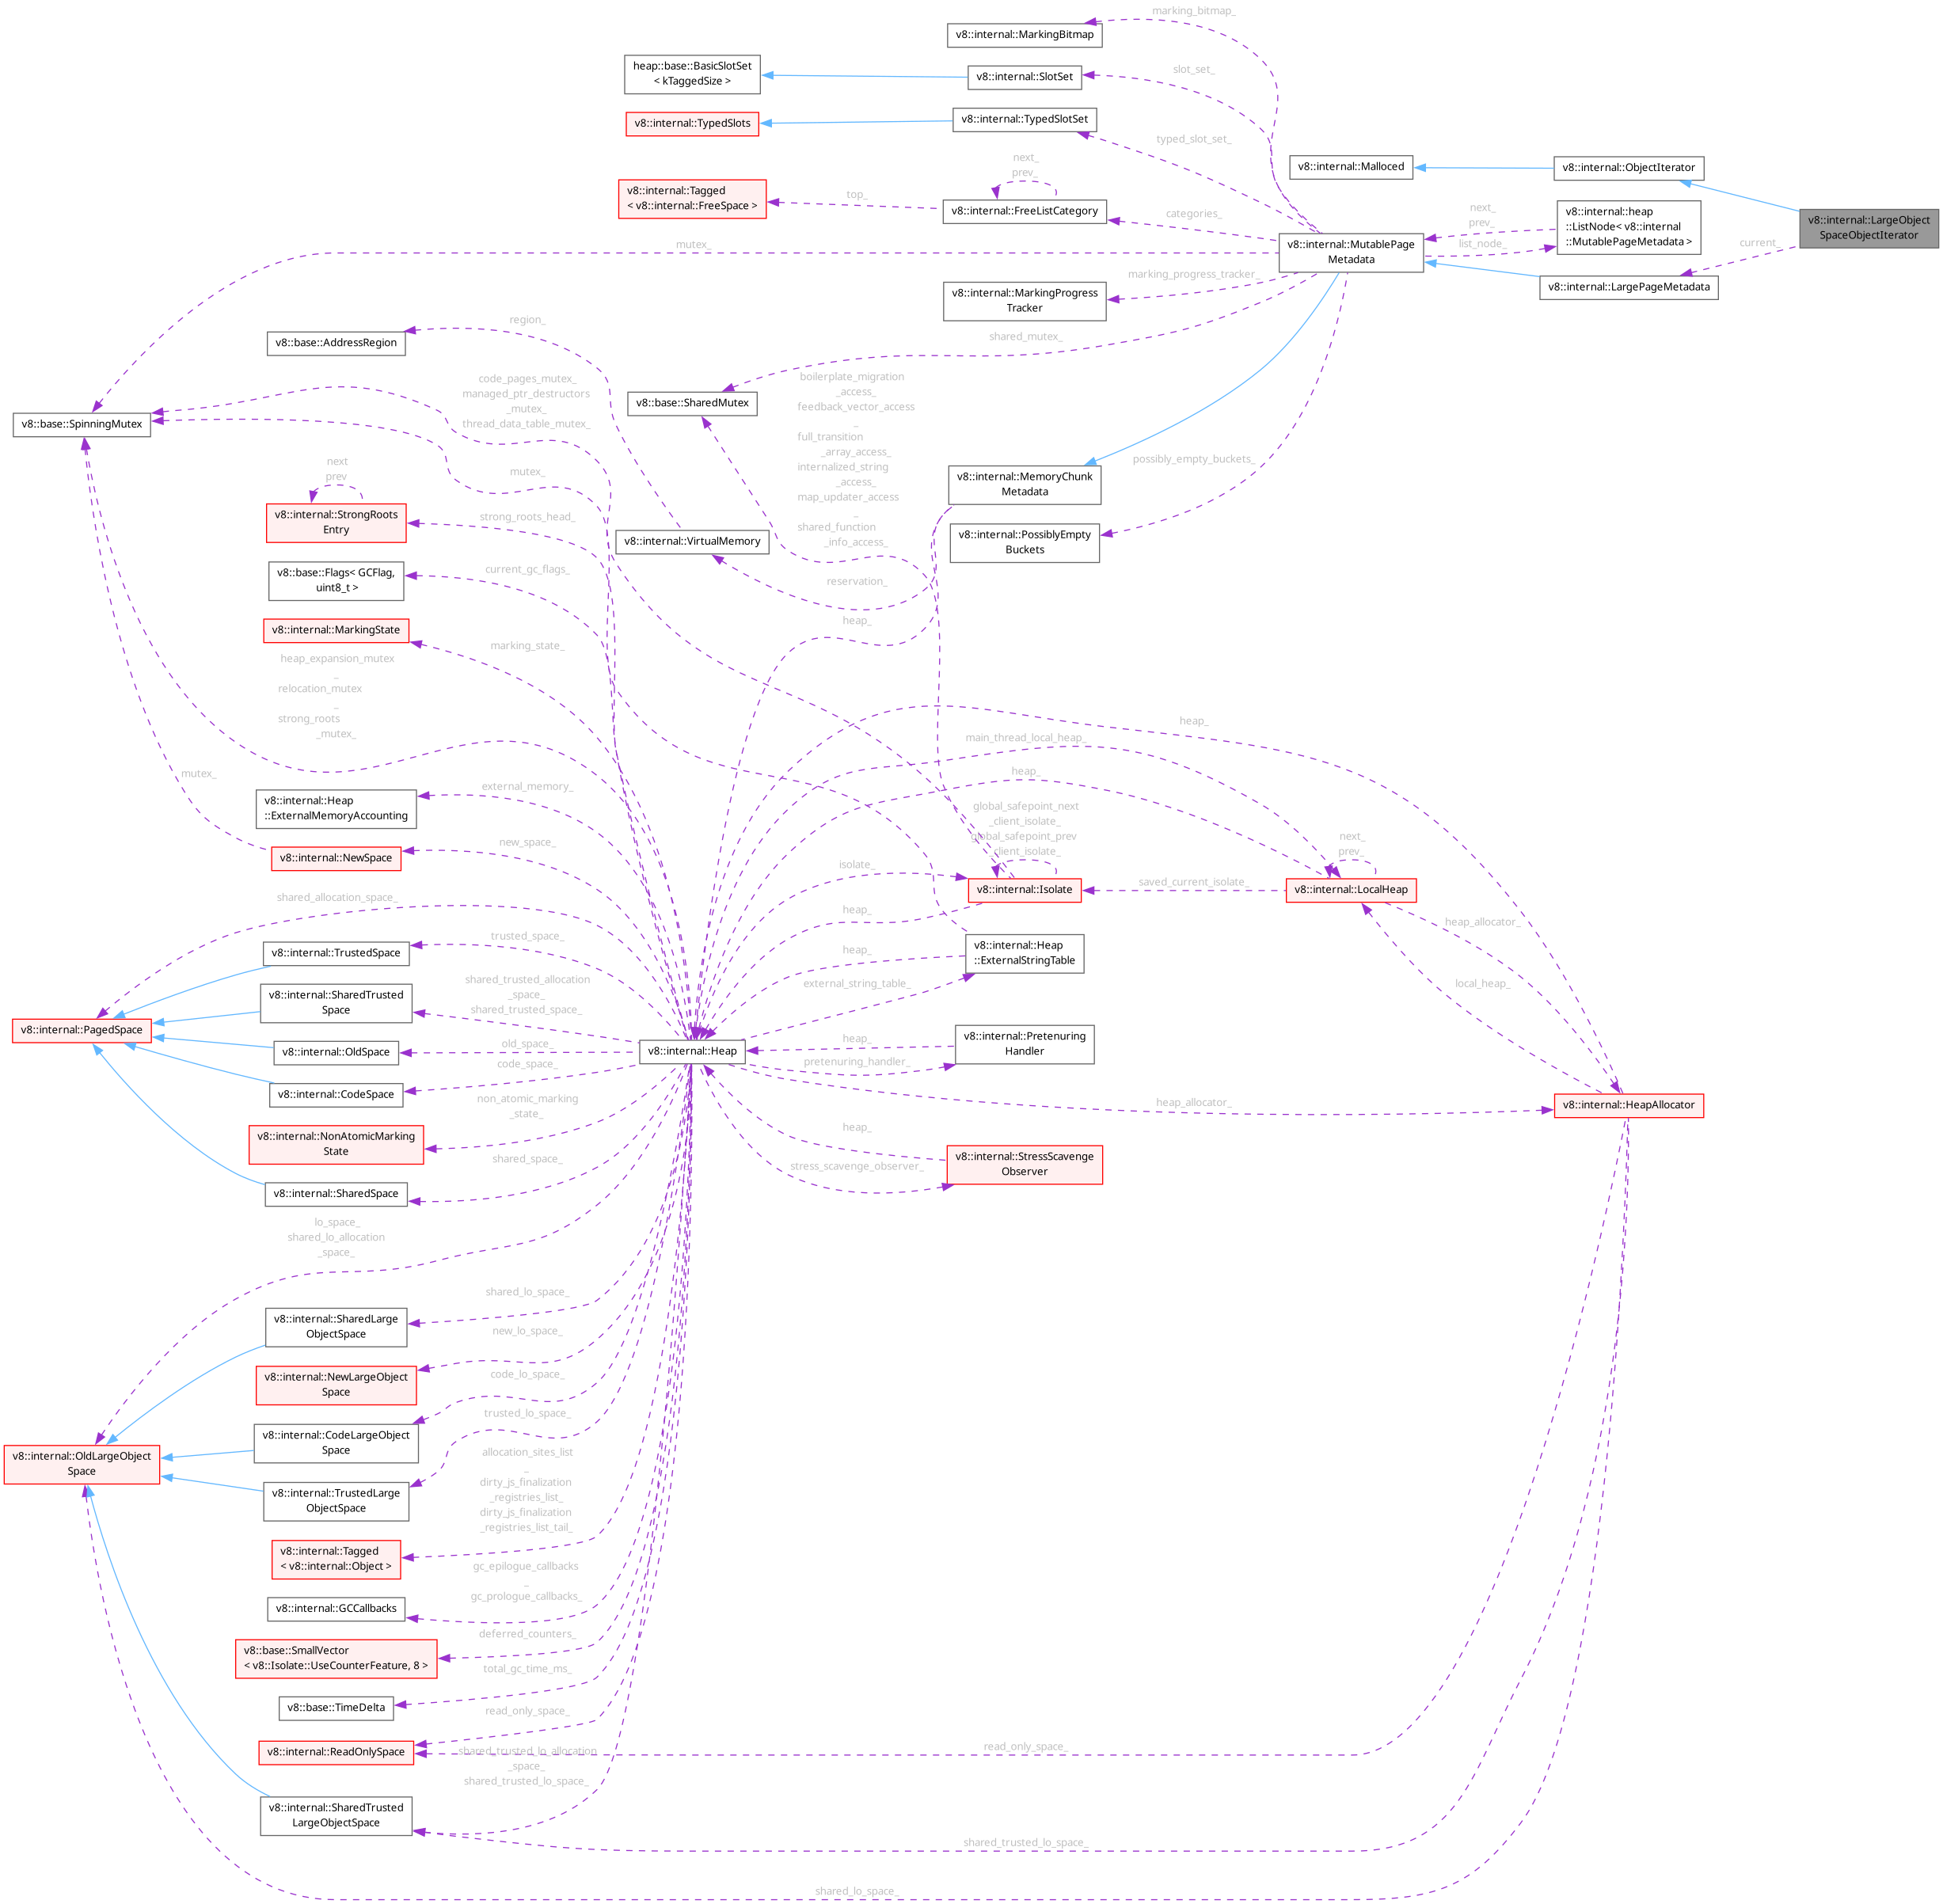 marking_bitmap_
v8::internal::MarkingBitmap
heap::base::BasicSlotSet
< kTaggedSize >
v8::internal::SlotSet
slot_set_
v8::internal::TypedSlots
v8::internal::TypedSlotSet
typed_slot_set_
v8::internal::Malloced
v8::internal::ObjectIterator
next_
prev_
v8::internal::Tagged
< v8::internal::FreeSpace >
top_
v8::internal::FreeListCategory
categories_
v8::internal::MutablePage
Metadata
next_
prev_
list_node_
v8::internal::heap
::ListNode< v8::internal
::MutablePageMetadata >
v8::internal::LargeObject
SpaceObjectIterator
current_
v8::internal::LargePageMetadata
mutex_
marking_progress_tracker_
v8::internal::MarkingProgress
Tracker
region_
v8::base::AddressRegion
shared_mutex_
v8::base::SharedMutex
v8::base::SpinningMutex
code_pages_mutex_
managed_ptr_destructors
_mutex_
thread_data_table_mutex_
boilerplate_migration
_access_
feedback_vector_access
_
full_transition
_array_access_
internalized_string
_access_
map_updater_access
_
shared_function
_info_access_
next
prev
mutex_
v8::internal::StrongRoots
Entry
strong_roots_head_
v8::internal::VirtualMemory
v8::internal::MemoryChunk
Metadata
possibly_empty_buckets_
v8::internal::PossiblyEmpty
Buckets
v8::base::Flags< GCFlag,
uint8_t >
current_gc_flags_
reservation_
heap_
v8::internal::MarkingState
marking_state_
heap_expansion_mutex
_
relocation_mutex
_
strong_roots
_mutex_
mutex_
v8::internal::Heap
::ExternalMemoryAccounting
external_memory_
heap_
main_thread_local_heap_
heap_
v8::internal::NewSpace
new_space_
global_safepoint_next
_client_isolate_
global_safepoint_prev
_client_isolate_
next_
prev_
isolate_
v8::internal::Isolate
saved_current_isolate_
v8::internal::LocalHeap
shared_allocation_space_
heap_
heap_allocator_
v8::internal::TrustedSpace
trusted_space_
heap_
v8::internal::Heap
::ExternalStringTable
external_string_table_
local_heap_
v8::internal::SharedTrusted
Space
shared_trusted_allocation
_space_
shared_trusted_space_
v8::internal::PagedSpace
v8::internal::OldSpace
old_space_
v8::internal::Heap
heap_
pretenuring_handler_
v8::internal::Pretenuring
Handler
v8::internal::CodeSpace
code_space_
heap_allocator_
v8::internal::HeapAllocator
v8::internal::NonAtomicMarking
State
non_atomic_marking
_state_
heap_
stress_scavenge_observer_
v8::internal::StressScavenge
Observer
v8::internal::SharedSpace
shared_space_
lo_space_
shared_lo_allocation
_space_
v8::internal::SharedLarge
ObjectSpace
shared_lo_space_
v8::internal::NewLargeObject
Space
new_lo_space_
v8::internal::CodeLargeObject
Space
code_lo_space_
v8::internal::OldLargeObject
Space
v8::internal::TrustedLarge
ObjectSpace
trusted_lo_space_
v8::internal::Tagged
< v8::internal::Object >
allocation_sites_list
_
dirty_js_finalization
_registries_list_
dirty_js_finalization
_registries_list_tail_
v8::internal::GCCallbacks
gc_epilogue_callbacks
_
gc_prologue_callbacks_
v8::base::SmallVector
< v8::Isolate::UseCounterFeature, 8 >
deferred_counters_
v8::base::TimeDelta
total_gc_time_ms_
v8::internal::ReadOnlySpace
read_only_space_
read_only_space_
v8::internal::SharedTrusted
LargeObjectSpace
shared_trusted_lo_allocation
_space_
shared_trusted_lo_space_
shared_trusted_lo_space_
shared_lo_space_